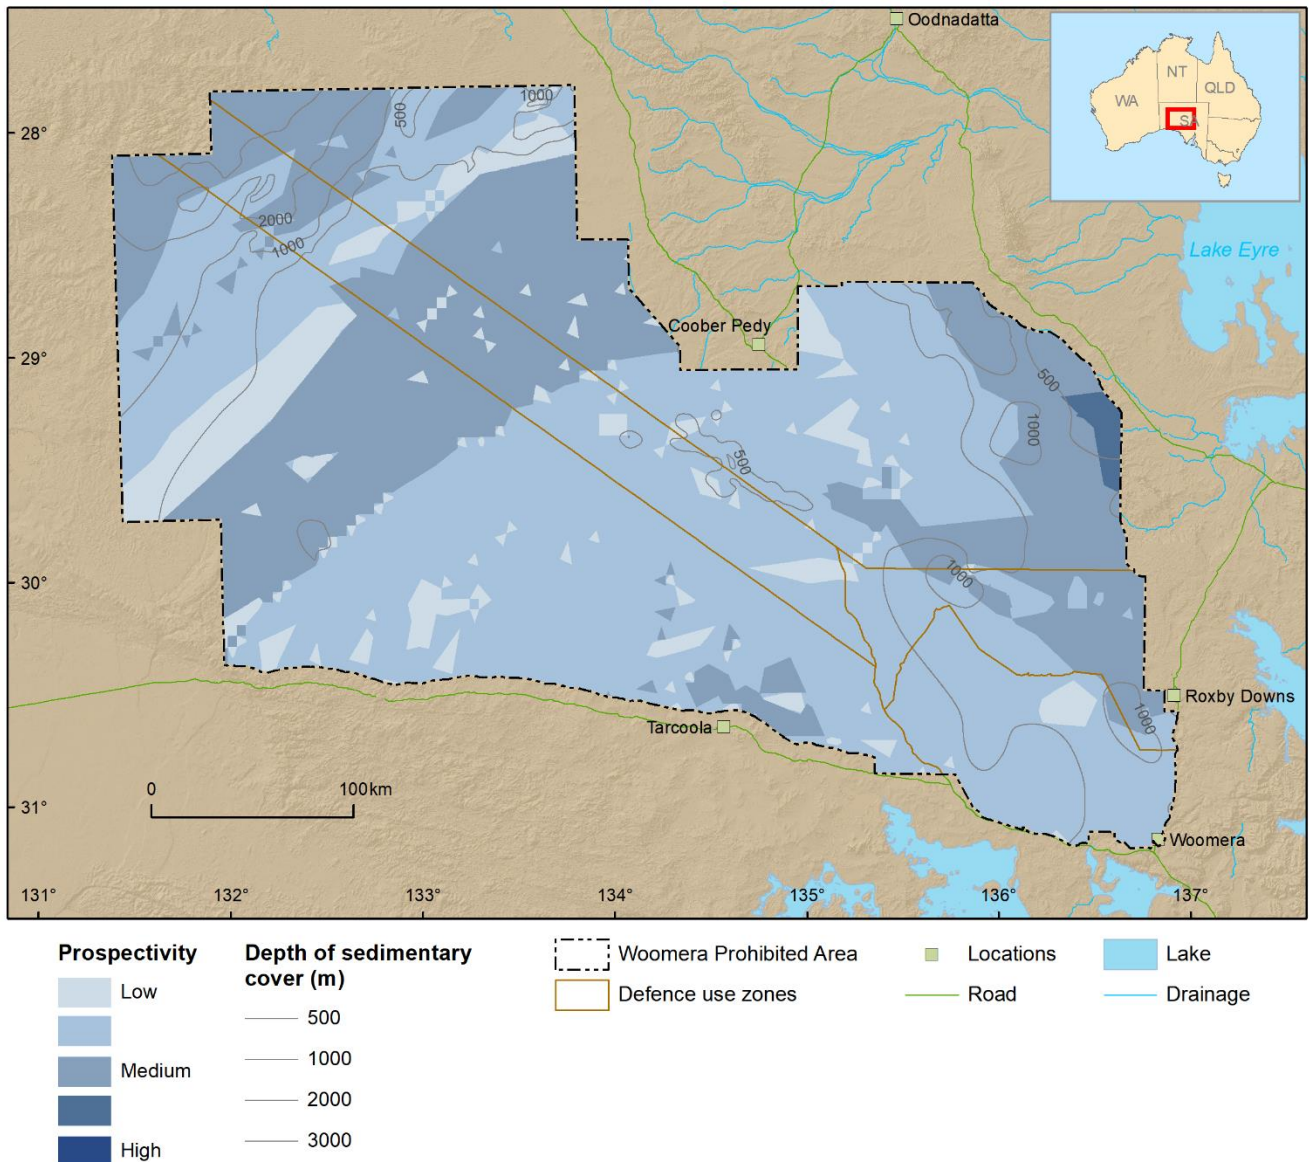 Oodnadatta
NT
QLD
WA
SA
1000
500
28°
2000
1000
Lake Eyre
Coober Pedy
29°
500
1000
500
30°
1000
Roxby Downs
1000
Tarcoola
0
100km
31°
Woomera
131°
132°
133°
134°
135°
136°
137°
Prospectivity
Low
Medium
High
Depth of sedimentary
cover (m)
500
1000
2000
3000
Woomera Prohibited Area
Defence use zones
Locations
Road
Lake
Drainage